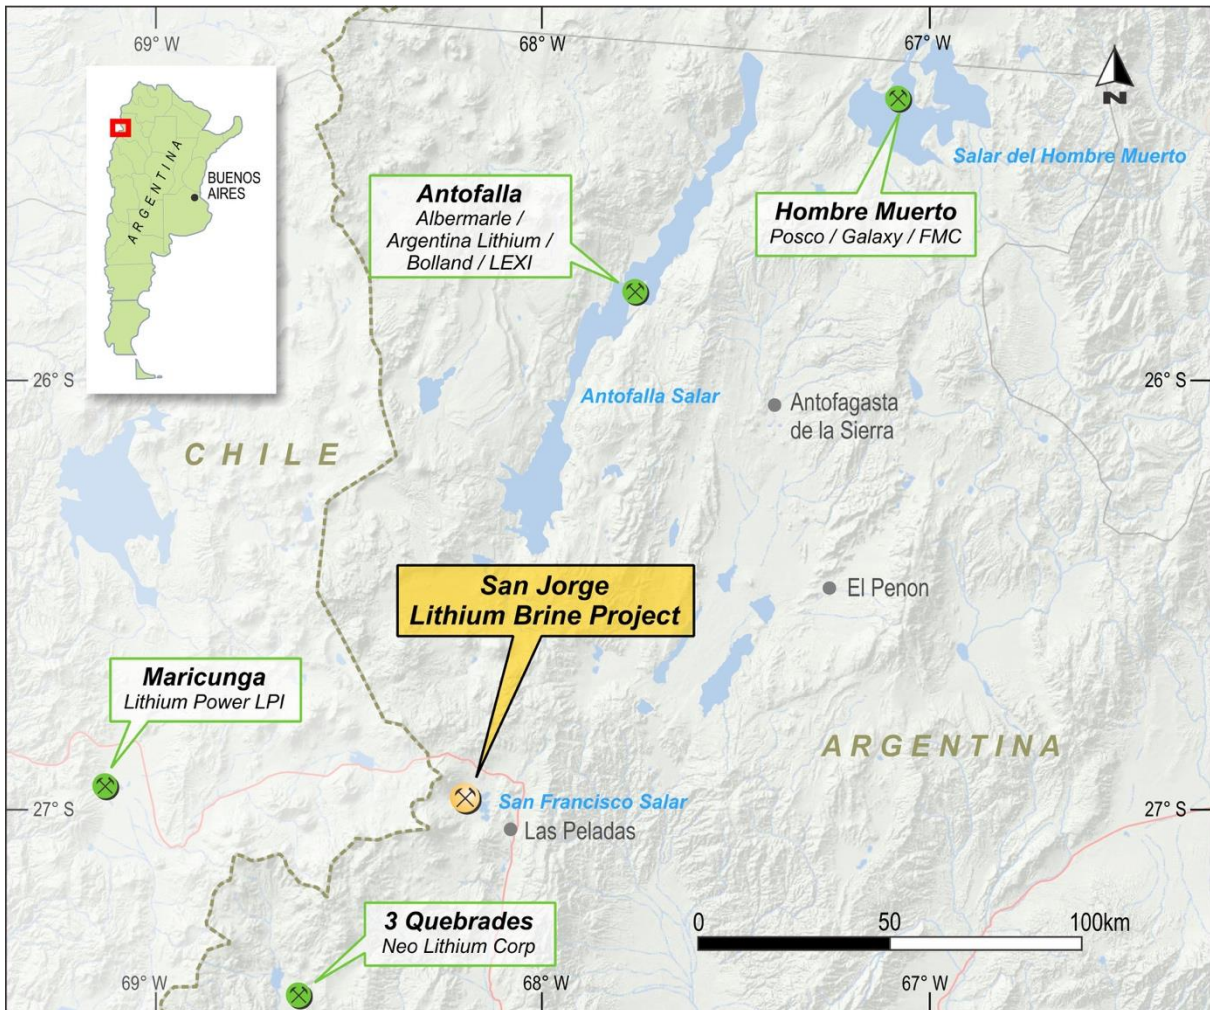 69° W
68° W
67° W
N
ARGENTINA
BUENOS
AIRES
Salar del Hombre Muerto
Antofalla
Albermarle /
Argentina Lithium /
Bolland / LEXI
Hombre Muerto
Posco / Galaxy / FMC
26° S
26° S
Antofalla Salar
Antofagasta
de la Sierra
CHILE
San Jorge
Lithium Brine Project
El Penon
Maricunga
Lithium Power LPI
ARGENTINA
27° S
San Francisco Salar
27° S
Las Peladas
3 Quebrades
Neo Lithium Corp
0 50 100km
69° W
68° W
67° W